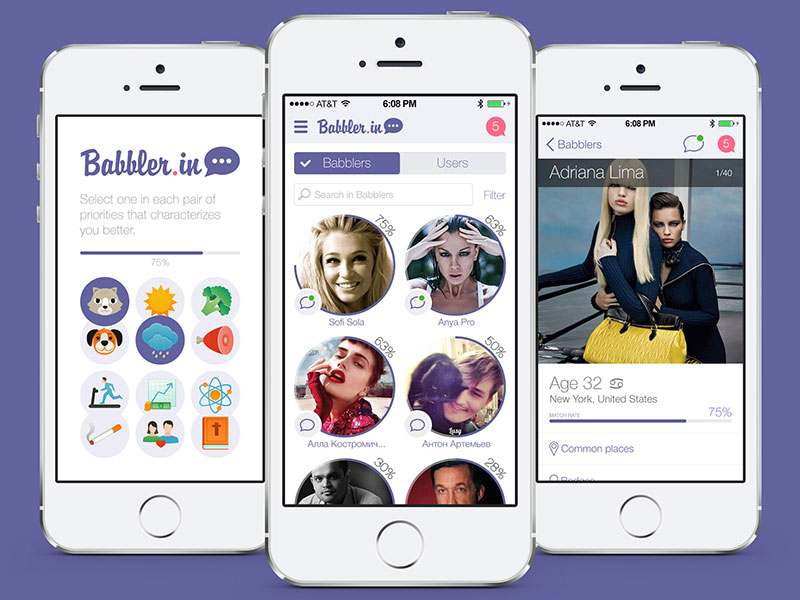 Babbler.in
Select one in each pair of
priorities that characterizes
you better.
75%
AT&T 6:08 PM
Babbler.in 5
Babblers Users
Search in Babblers Filter
75% 63%
Sofi Sola Anya Pro
63% 50%
Lusy
Алла Костромич... Антон Артемьев
30% 28%
AT&T 6:08 PM
Babblers 5
Adriana Lima 1/40
Age 32
New York, United States
MATCH RATE 75%
Common places
Badges